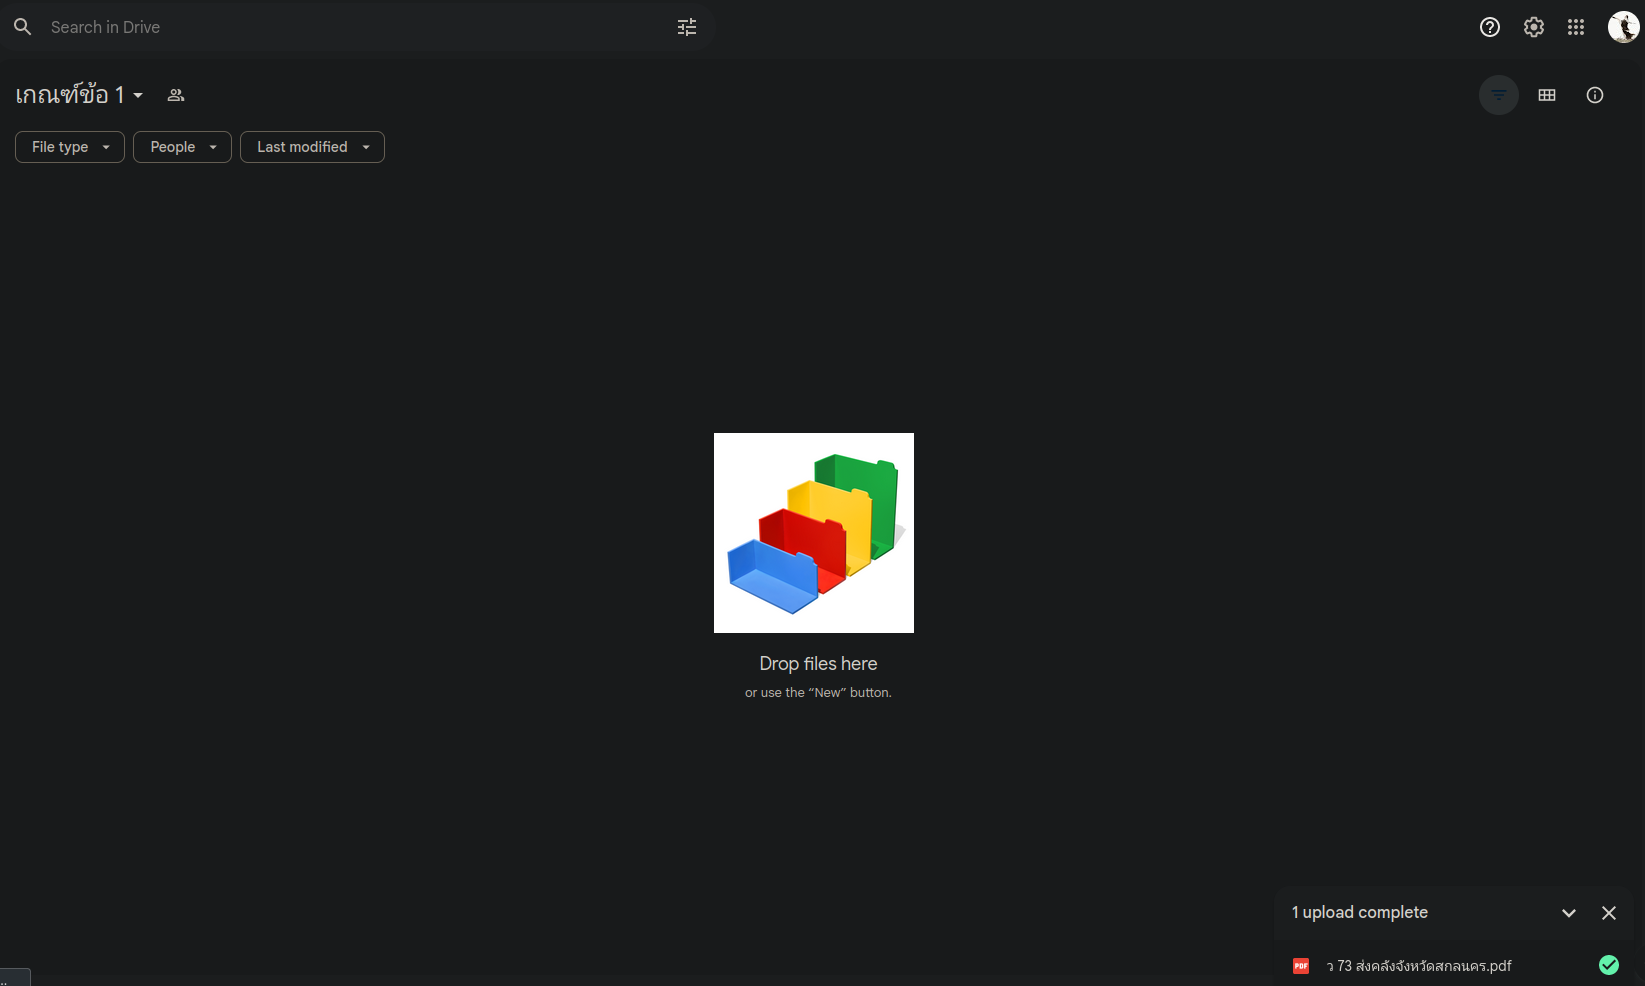 Search in Drive
เกณฑ์ข้อ 1
File type
People
Last modified
Drop files here
or use the “New” button.
1 upload complete
PDF
ว 73 ส่งคลังจังหวัดสกลนคร.pdf
..